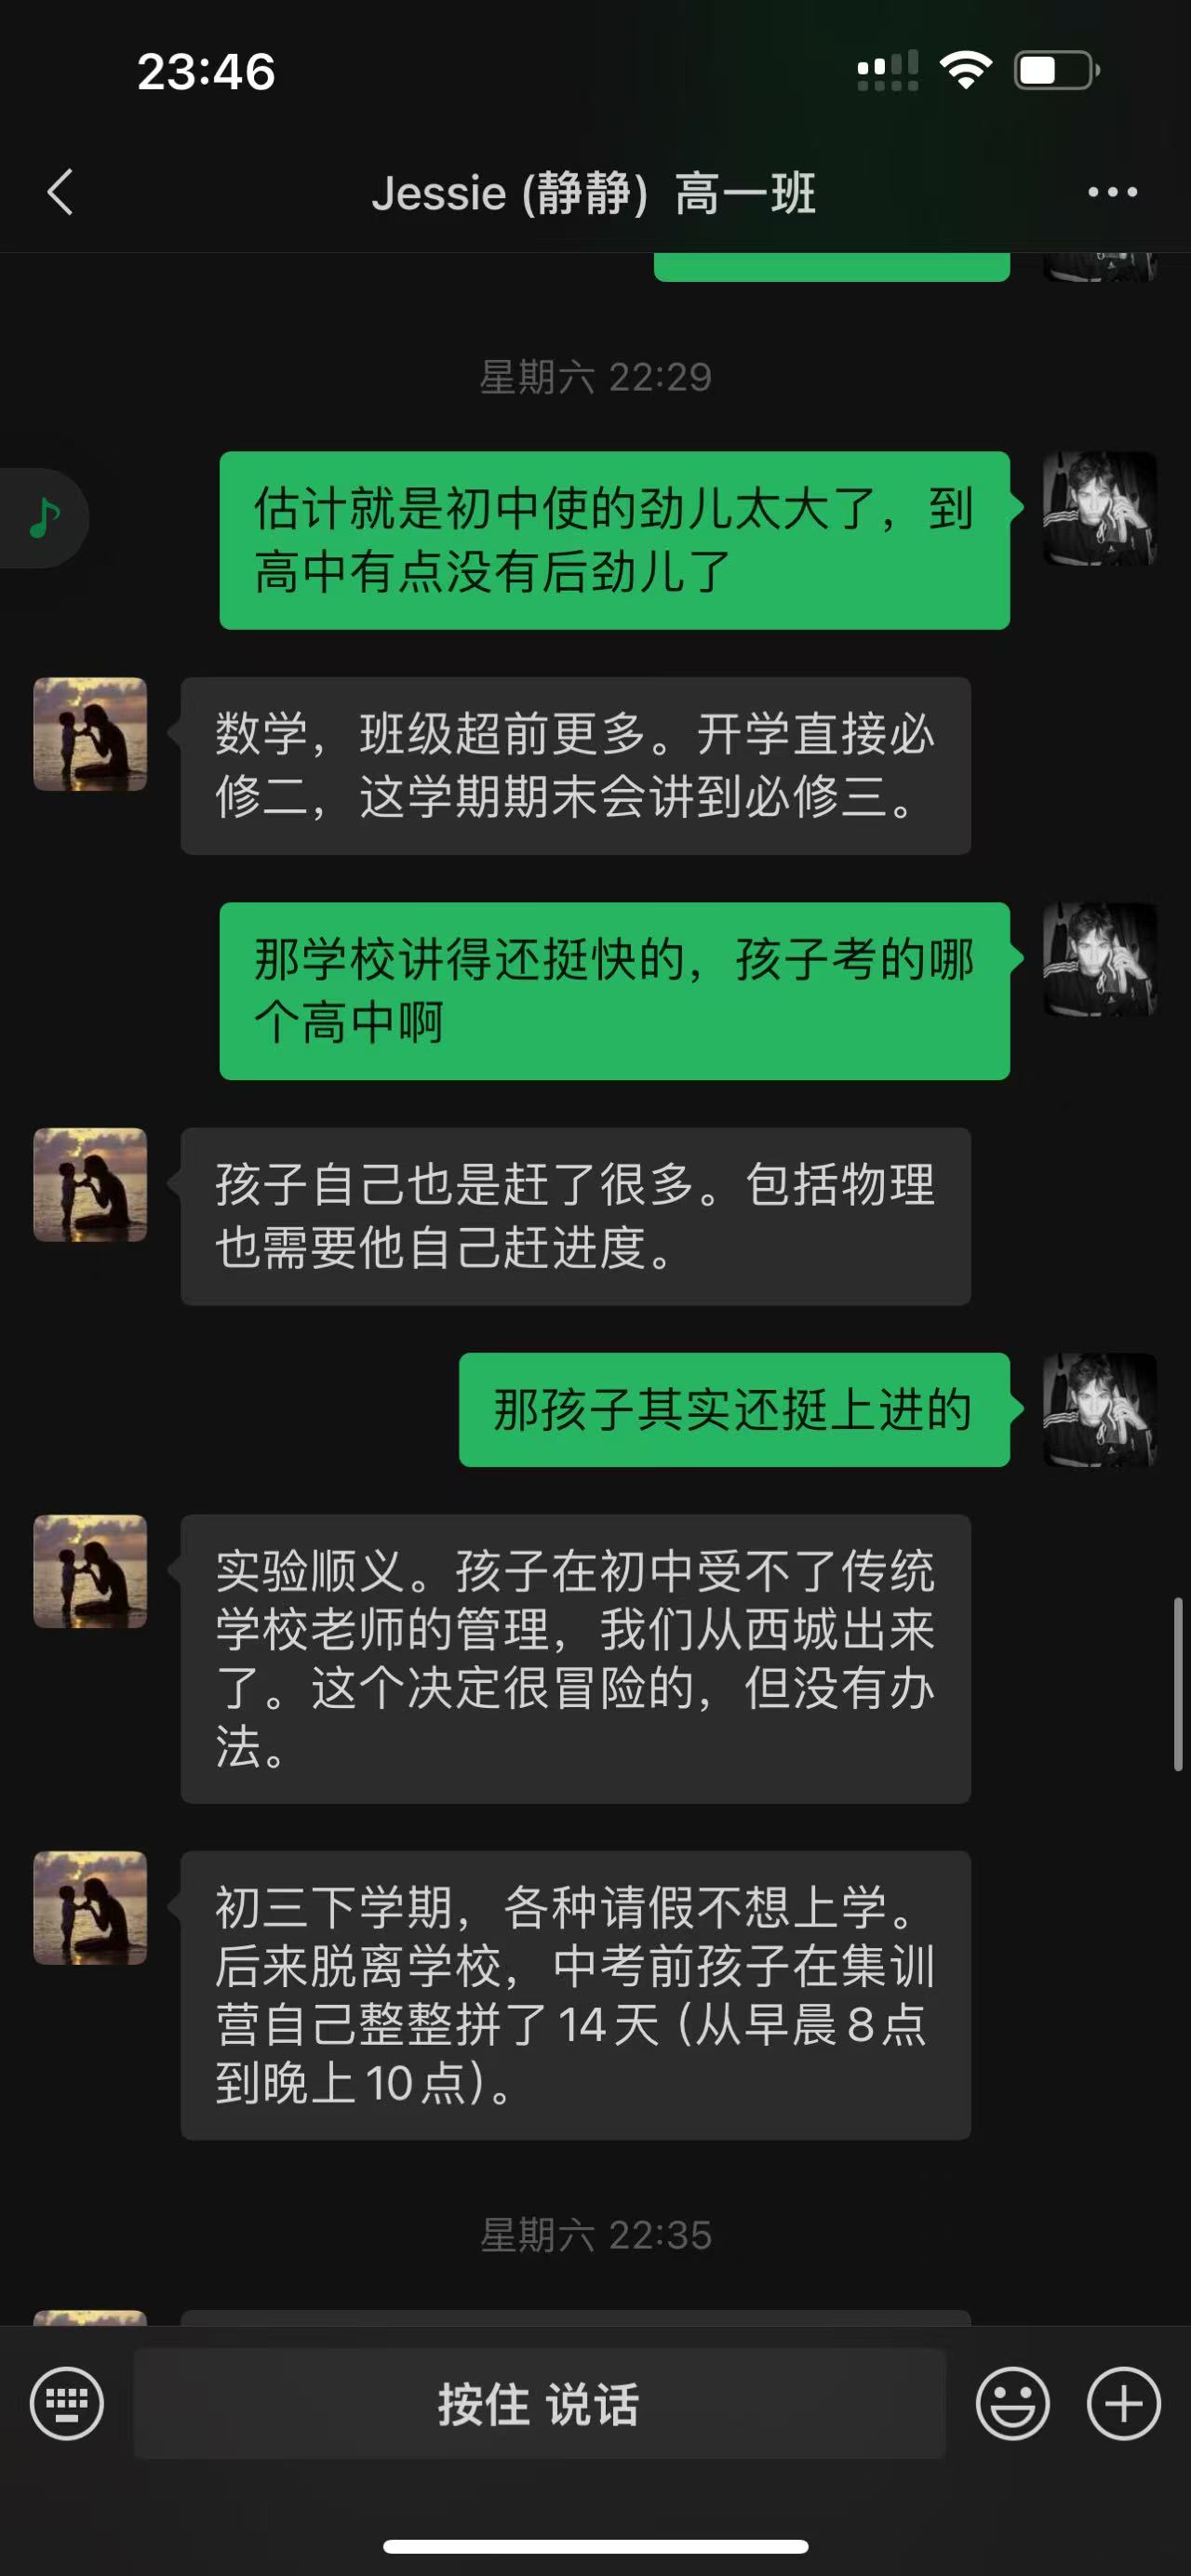 23:46
Jessie (静静) 高一班
星期六 22:29
估计就是初中使的劲儿太大了，到
高中有点没有后劲儿了
数学，班级超前更多。开学直接必
修二，这学期期末会讲到必修三。
那学校讲得还挺快的，孩子考的哪
个高中啊
孩子自己也是赶了很多。包括物理
也需要他自己赶进度。
那孩子其实还挺上进的
实验顺义。孩子在初中受不了传统
学校老师的管理，我们从西城出来
了。这个决定很冒险的，但没有办
法。
初三下学期，各种请假不想上学。
后来脱离学校，中考前孩子在集训
营自己整整拼了14天（从早晨8点
到晚上10点）。
星期六 22:35
按住 说话